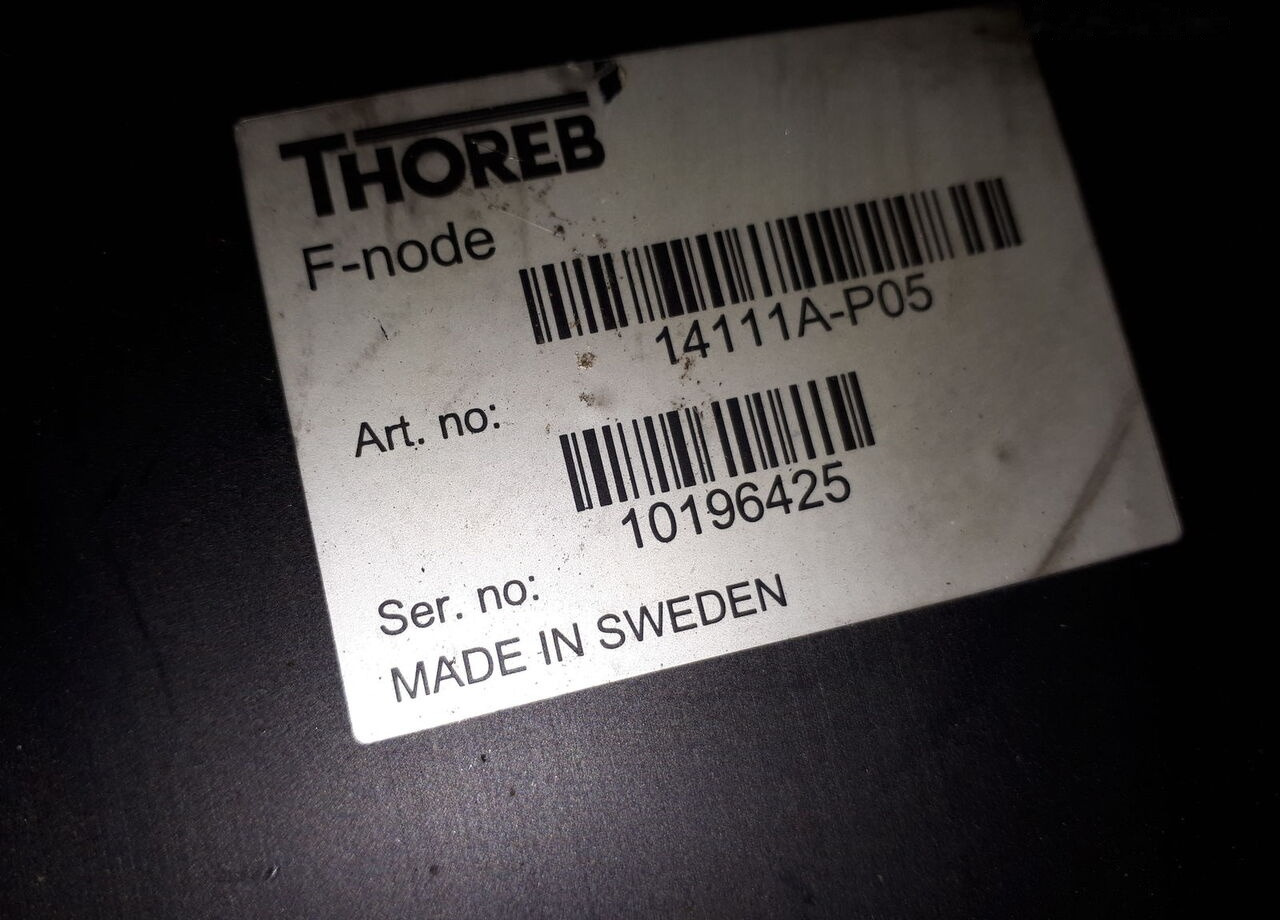 THOREB
F-node
14111A-P05
Art. no:
10196425
Ser. no:
MADE IN SWEDEN